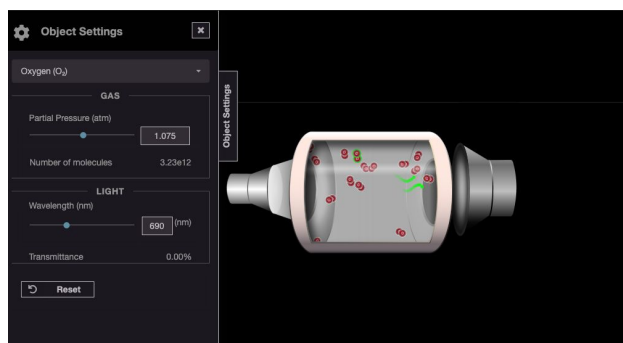 Object Settings
Oxygen (O₂)
GAS
Partial Pressure (atm)
1.075
Number of molecules 3.23e12
LIGHT
Wavelength (nm)
690 (nm)
Transmittance 0.00%
Reset
Object Settings